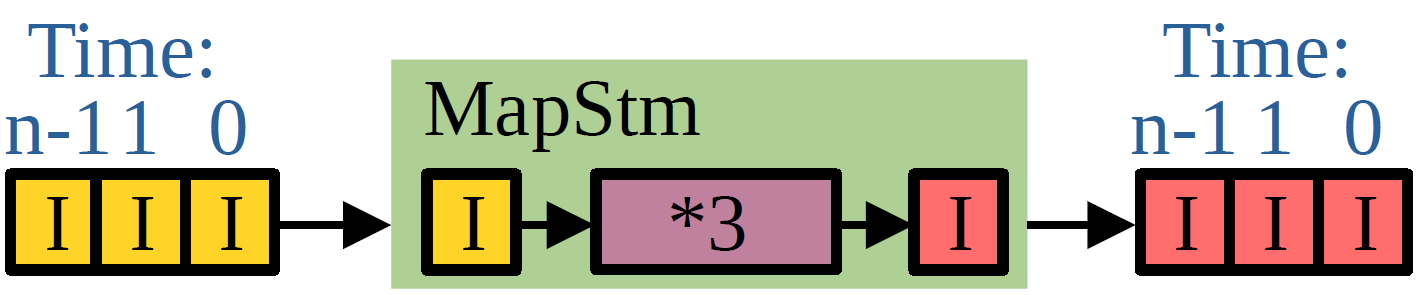 Time:
n-1 1 0
I I I
MapStm
I *3 I
Time:
n-1 1 0
I I I